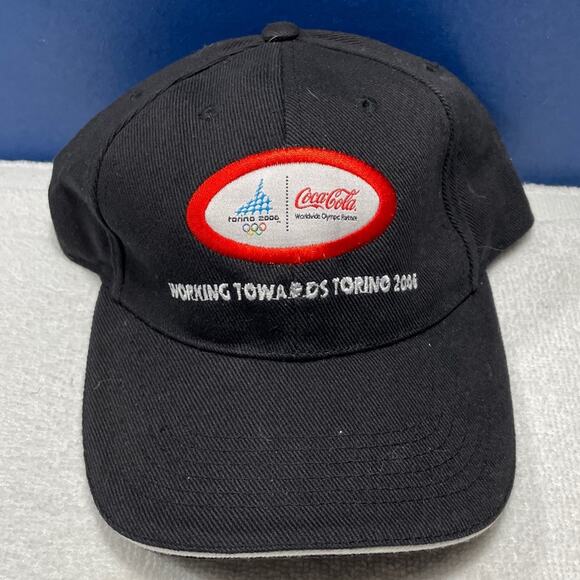 torino 2006
Coca-Cola
Worldwide Olympic Partner
WORKING TOWARDS TORINO 2006